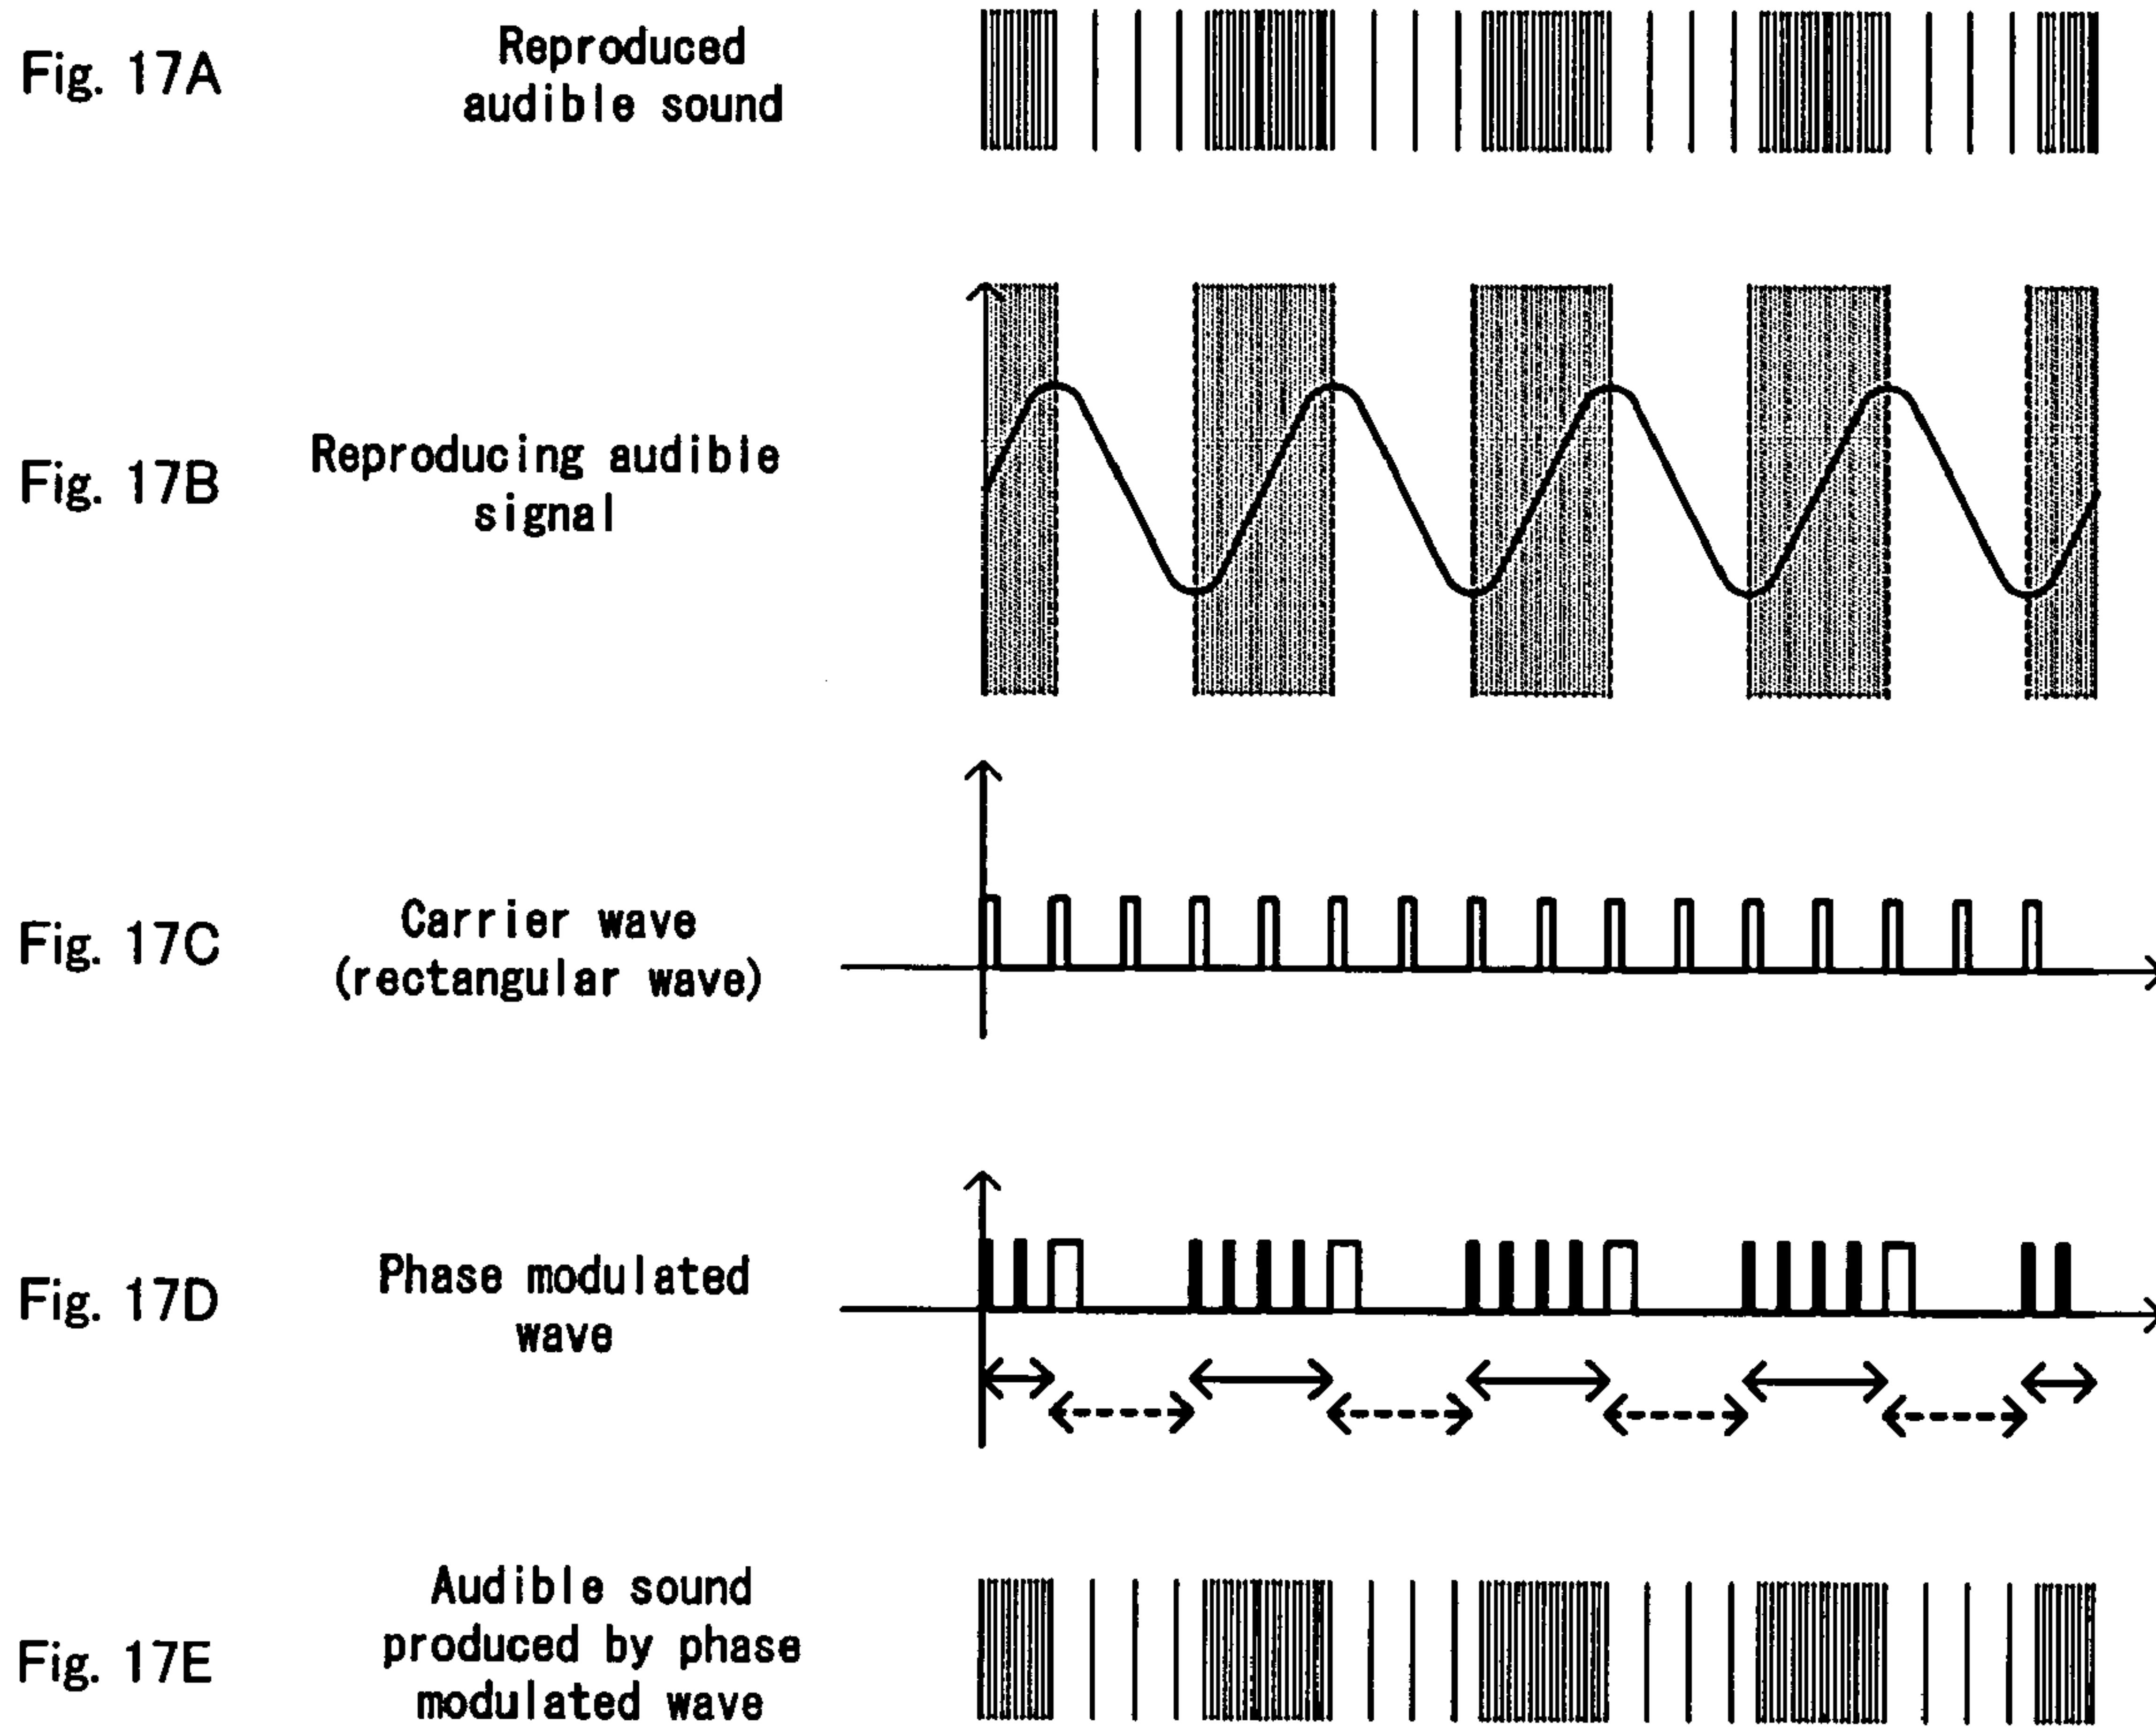 Fig. 17A
Reproduced
audible sound
Fig. 17B
Reproducing audible
signal
Fig. 17C
Carrier wave
(rectangular wave)
Fig. 17D
Phase modulated
wave
Fig. 17E
Audible sound
produced by phase
modulated wave